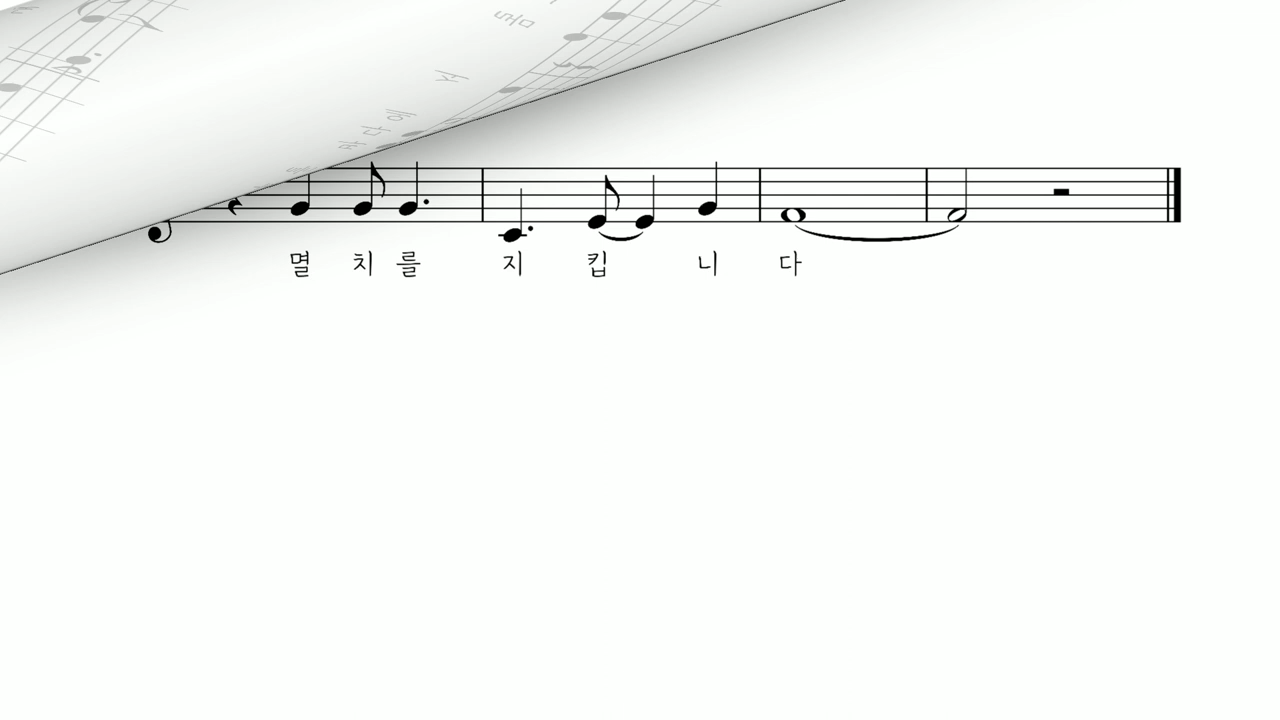 멸 치 를 지 킵 니 다